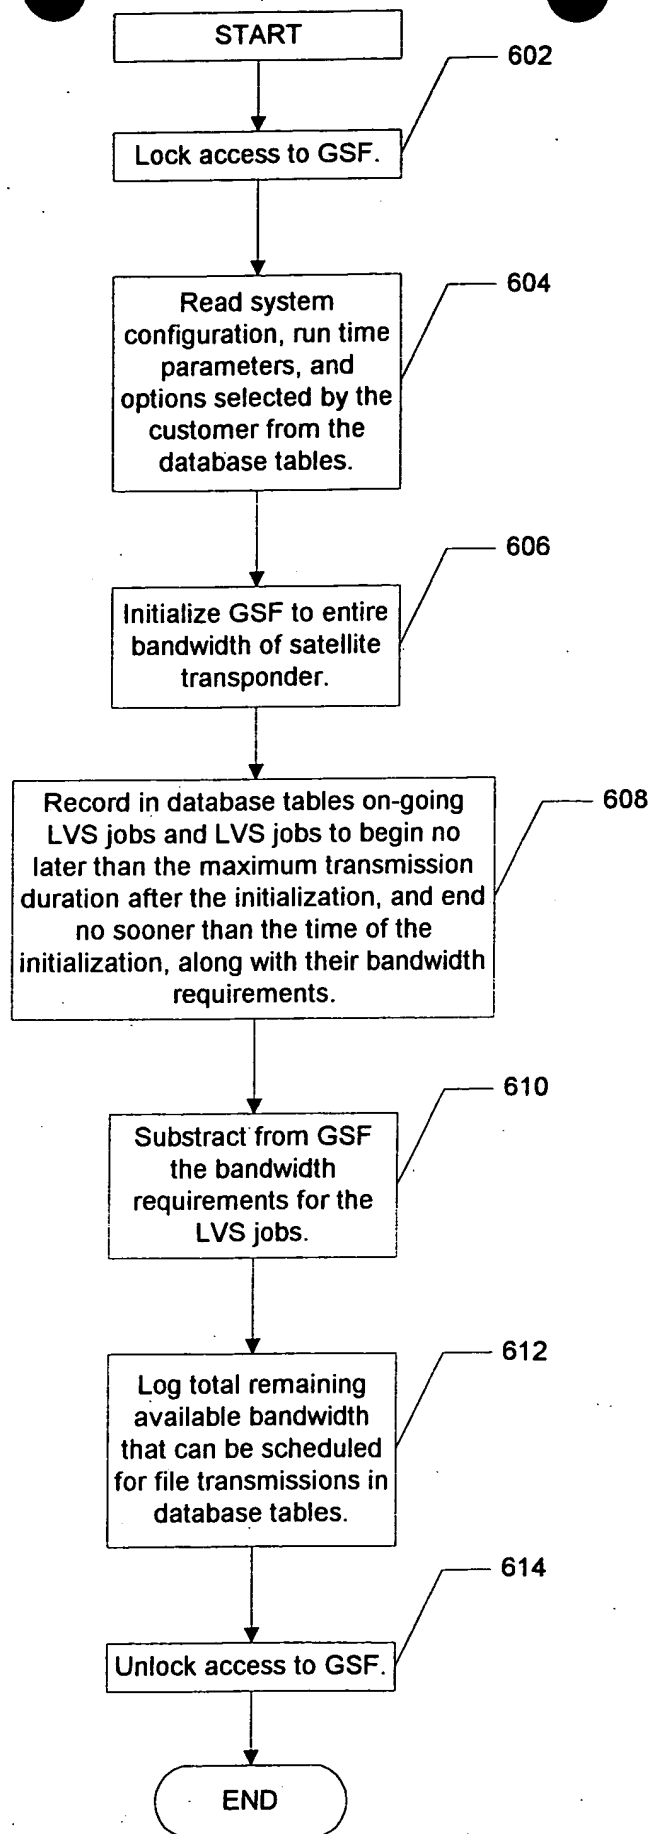 START
602
Lock access to GSF.
604
Read system
configuration, run time
parameters, and
options selected by the
customer from the
database tables.
606
Initialize GSF to entire
bandwidth of satellite
transponder.
608
Record in database tables on-going
LVS jobs and LVS jobs to begin no
later than the maximum transmission
duration after the initialization, and end
no sooner than the time of the
initialization, along with their bandwidth
requirements.
610
Substract from GSF
the bandwidth
requirements for the
LVS jobs.
612
Log total remaining
available bandwidth
that can be scheduled
for file transmissions in
database tables.
614
Unlock access to GSF.
END